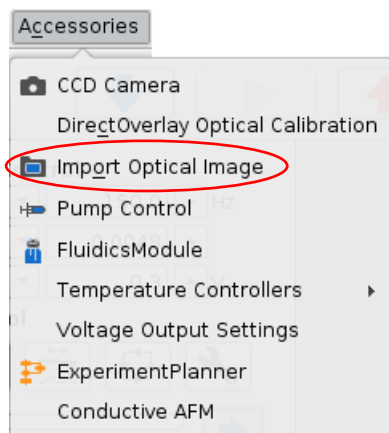 Accessories
CCD Camera
DirectOverlay Optical Calibration
Import Optical Image
Pump Control
Hz
FluidicsModule
Temperature Controllers
Voltage Output Settings
ExperimentPlanner
Conductive AFM